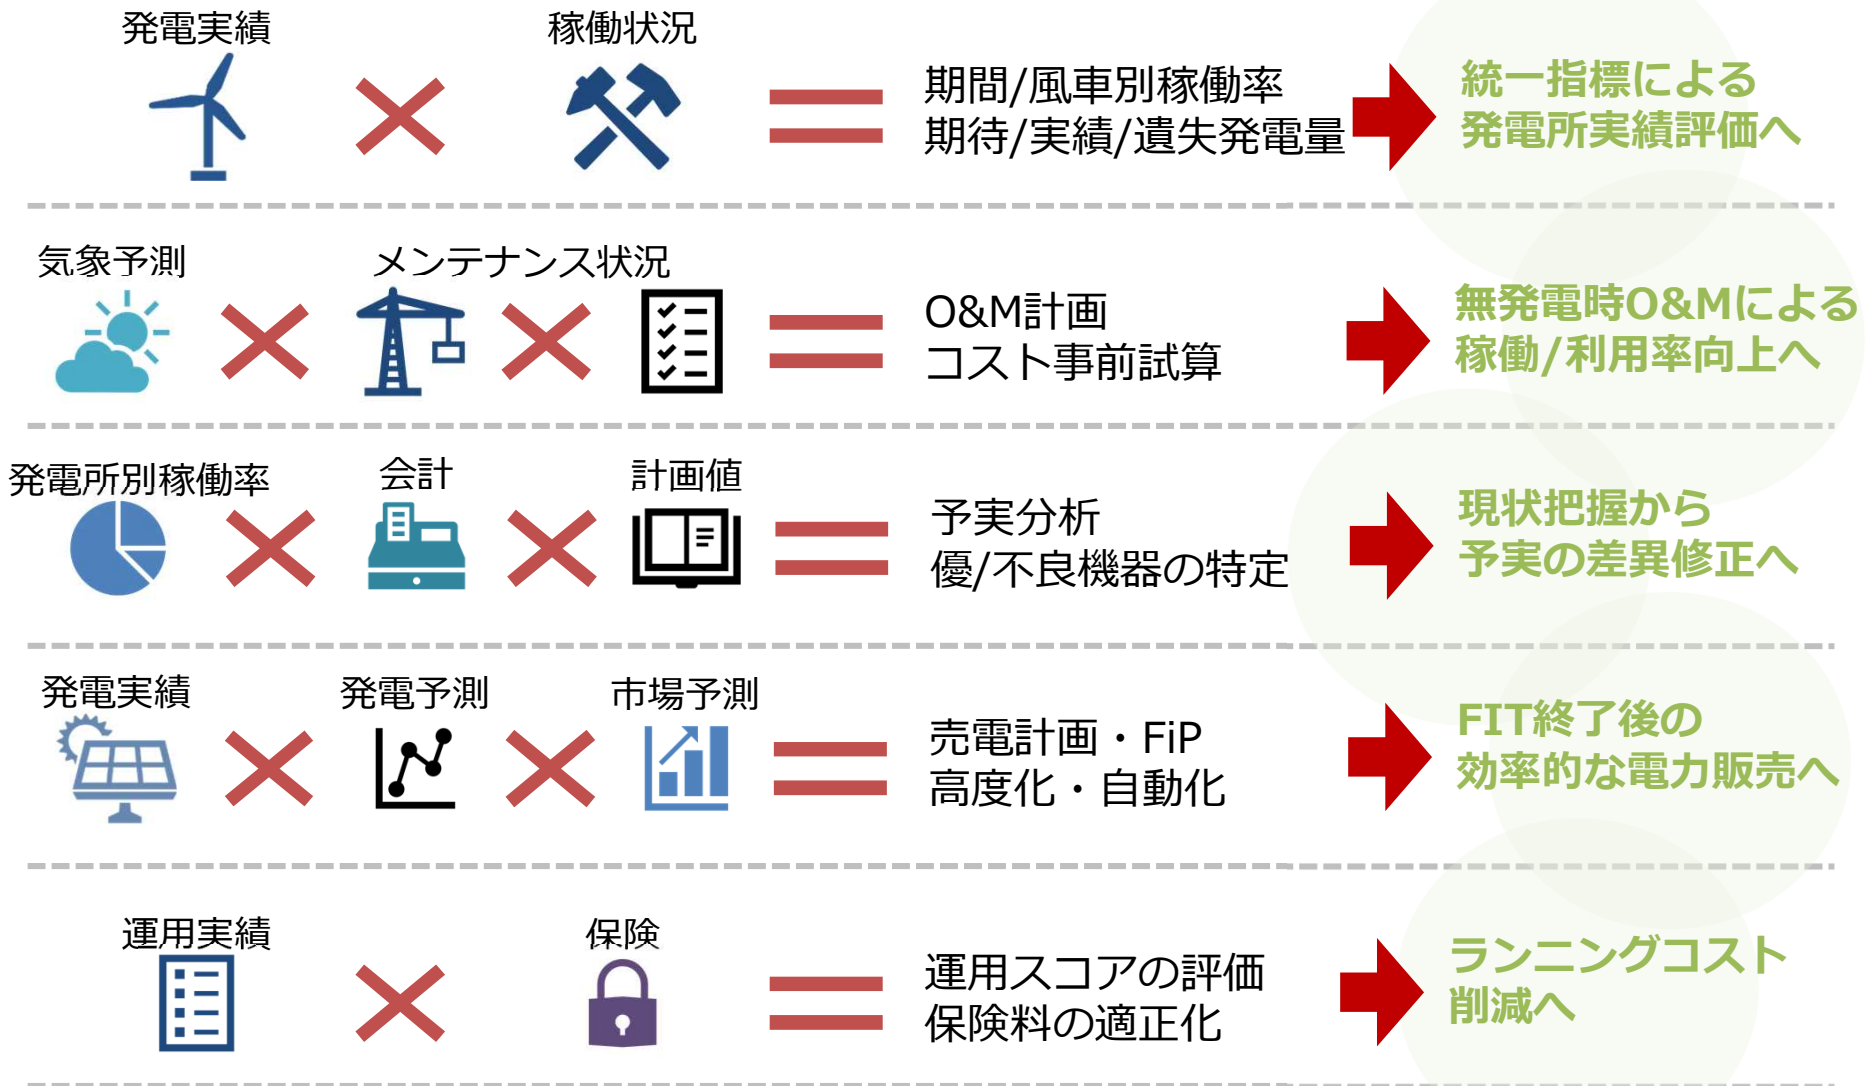 発電実績
稼働状況
期間/風車別稼働率
期待/実績/遺失発電量
統一指標による
発電所実績評価へ
気象予測
メンテナンス状況
O&M計画
コスト事前試算
無発電時O&Mによる
稼働/利用率向上へ
発電所別稼働率
会計
計画値
予実分析
優/不良機器の特定
現状把握から
予実の差異修正へ
発電実績
発電予測
市場予測
売電計画・FiP
高度化・自動化
FIT終了後の
効率的な電力販売へ
運用実績
保険
運用スコアの評価
保険料の適正化
ランニングコスト
削減へ